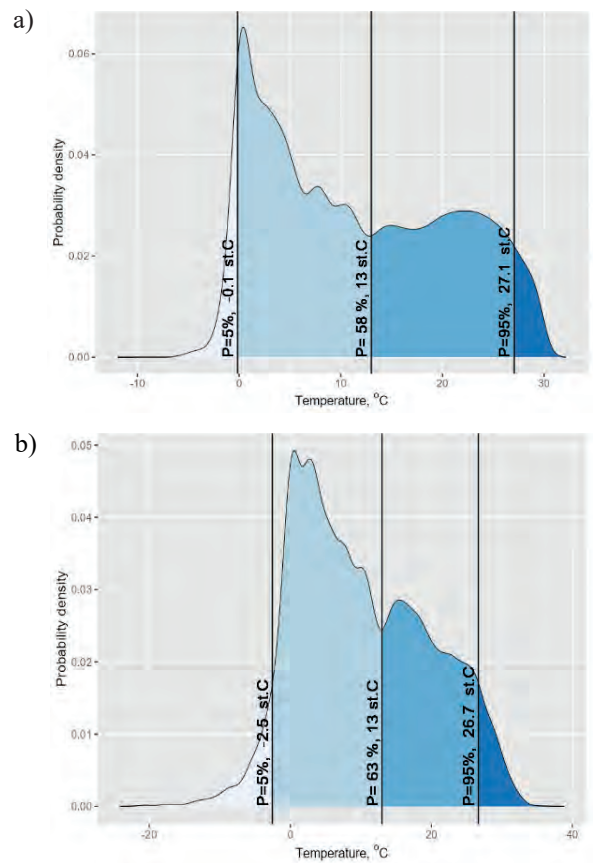 a)
0.06
0.04
0.02
0.00
Probability density
P=5%, -0.1 st.C
P= 58 %, 13 st.C
P=95%, 27.1 st.C
-10 0 10 20 30
Temperature, °C
b)
0.05
0.04
0.03
0.02
0.01
0.00
Probability density
P=5%, -2.5 st.C
P= 63 %, 13 st.C
P=95%, 26.7 st.C
-20 0 20 40
Temperature, °C